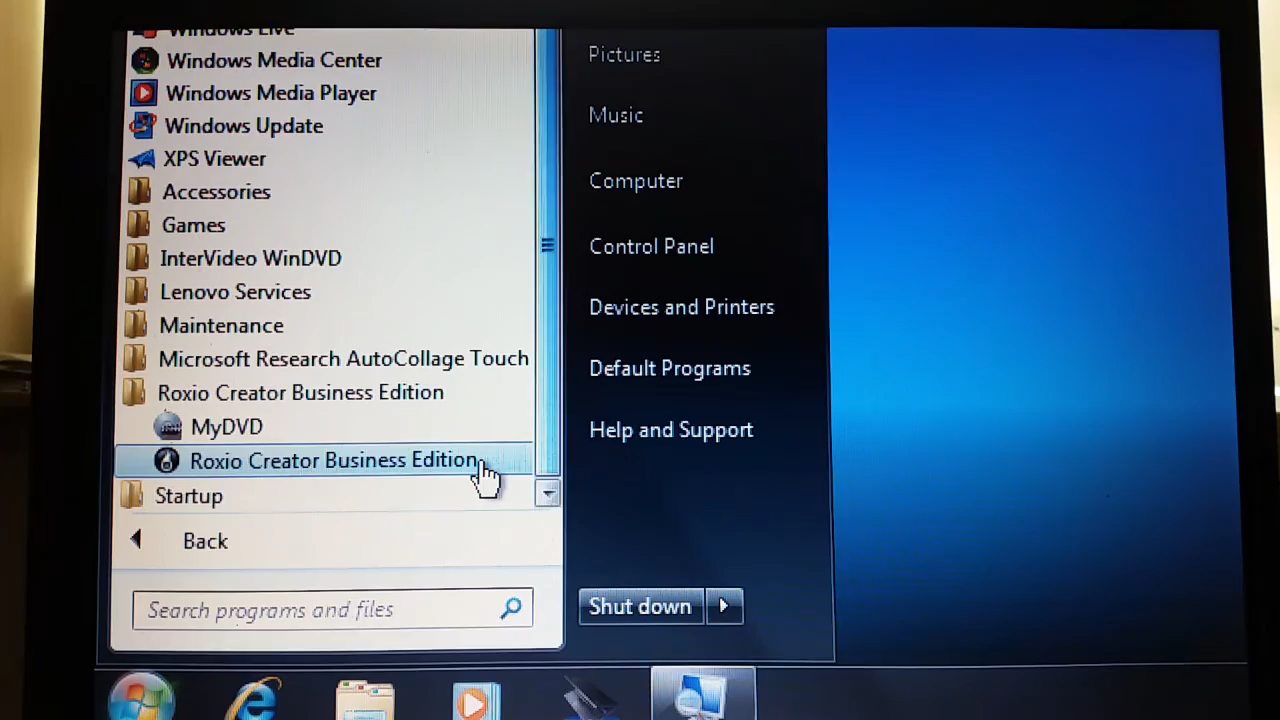 Windows Live
Windows Media Center
Windows Media Player
Windows Update
XPS Viewer
Accessories
Games
InterVideo WinDVD
Lenovo Services
Maintenance
Microsoft Research AutoCollage Touch
Roxio Creator Business Edition
MyDVD
Roxio Creator Business Edition
Startup
Back
Search programs and files
Pictures
Music
Computer
Control Panel
Devices and Printers
Default Programs
Help and Support
Shut down